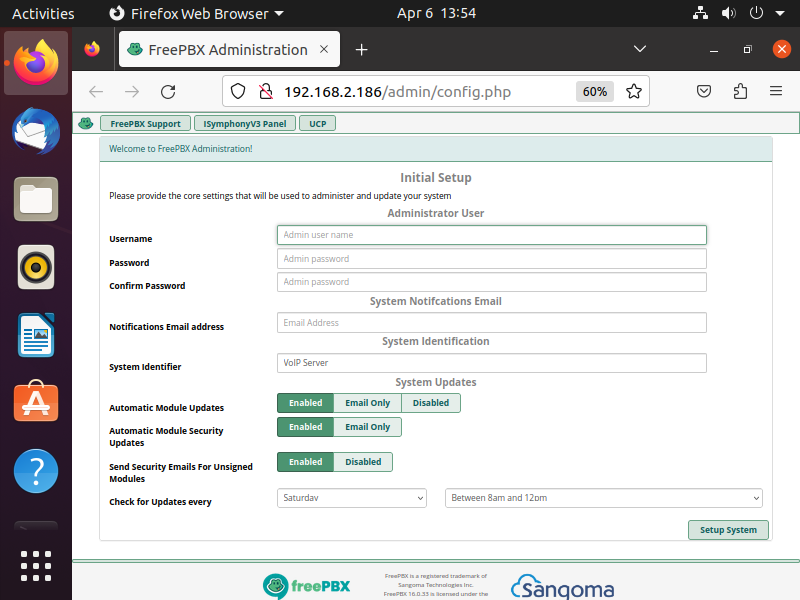 Activities
Firefox Web Browser
Apr 6 13:54
FreePBX Administration
192.168.2.186/admin/config.php
60%
FreePBX Support
ISymphonyV3 Panel
UCP
Welcome to FreePBX Administration!
Initial Setup
Please provide the core settings that will be used to administer and update your system
Administrator User
Username
Admin user name
Password
Admin password
Confirm Password
Admin password
System Notifcations Email
Notifications Email address
Email Address
System Identification
System Identifier
VoIP Server
System Updates
Automatic Module Updates
Enabled Email Only Disabled
Automatic Module Security
Updates
Enabled Email Only
Send Security Emails For Unsigned
Modules
Enabled Disabled
Check for Updates every
Saturday
Between 8am and 12pm
Setup System
freePBX
FreePBX is a registered trademark of
Sangoma Technologies Inc.
FreePBX 16.0.33 is licensed under the
Sangoma